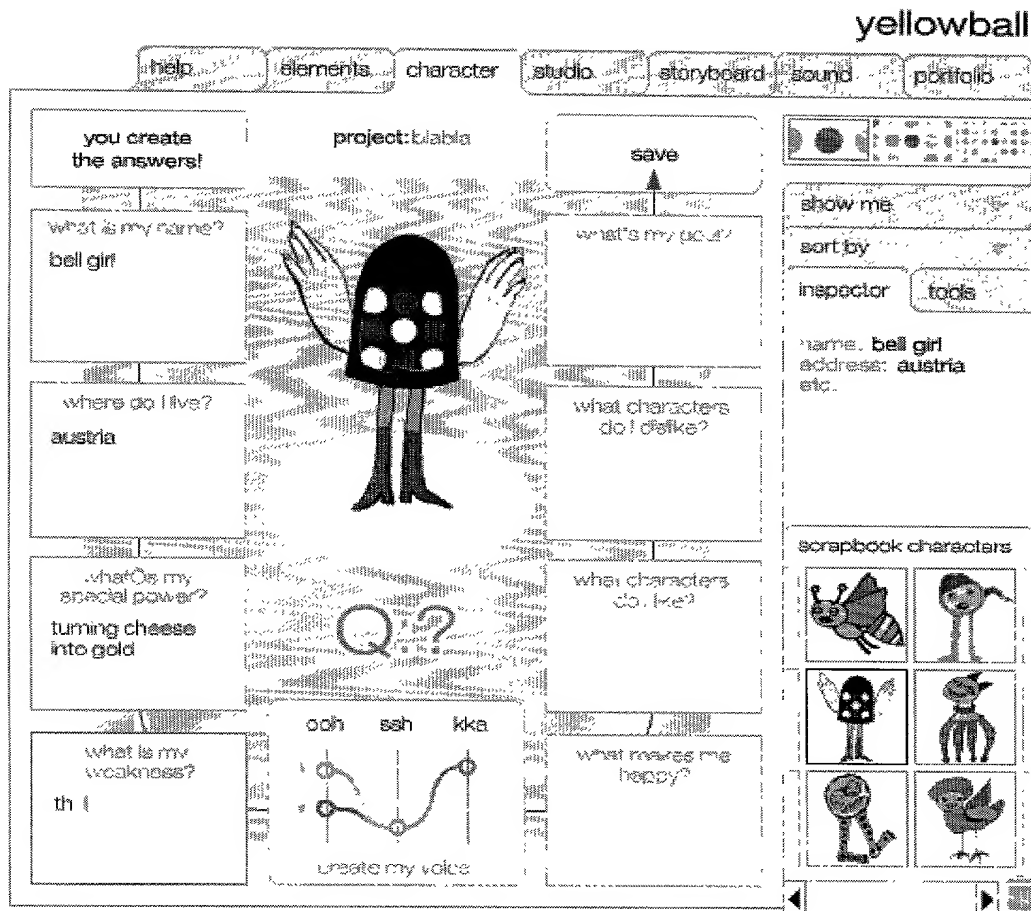 yellowball
help
elements
character
studio
storyboard
sound
portfolio
you create
the answers!
project: blabla
save
what is my name?
bell girl
what's my goal?
where do I live?
austria
what characters
do I dislike?
whatOs my
special power?
turning cheese
into gold
Q::?
what characters
do I like?
what is my
weakness?
th
ooh ssh kka
create my voice
what makes me
happy?
show me
sort by
inspector
tools
name: bell girl
address: austria
etc.
scrapbook characters